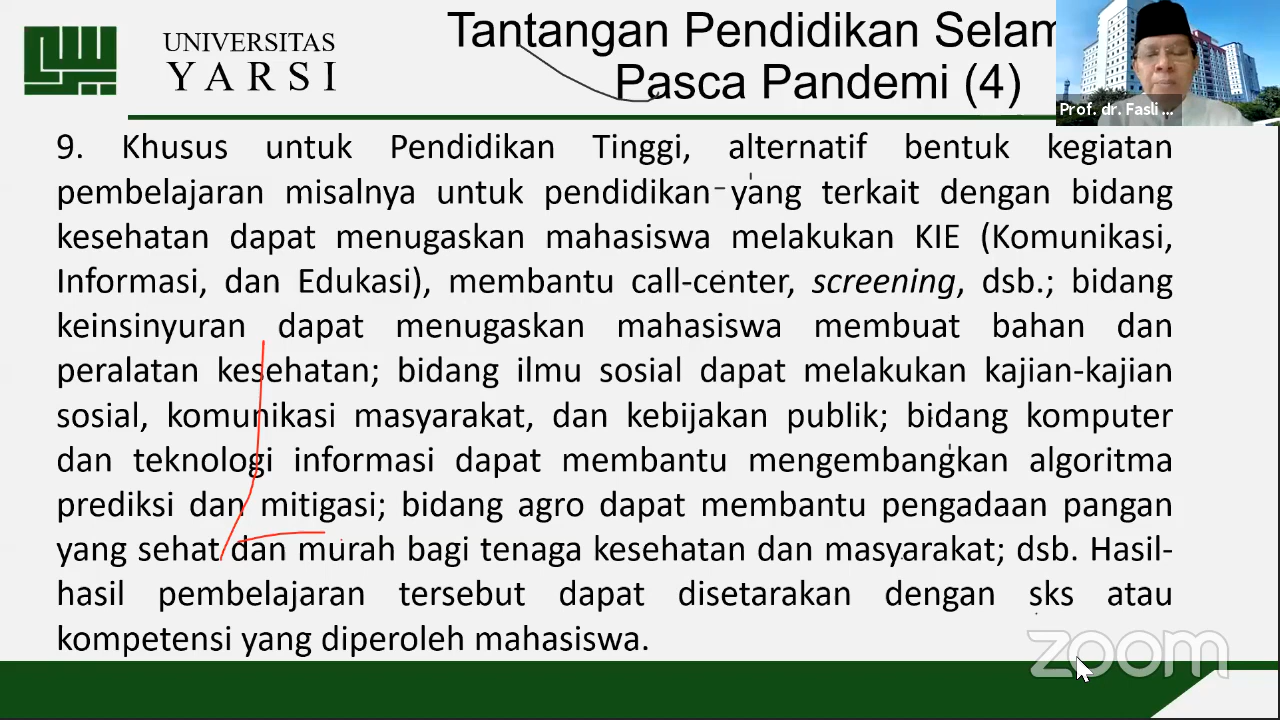 UNIVERSITAS
YARSI
Tantangan Pendidikan Selam
Pasca Pandemi (4)
Prof. dr. Fasli ...
9. Khusus untuk Pendidikan Tinggi, alternatif bentuk kegiatan
pembelajaran misalnya untuk pendidikan yang terkait dengan bidang
kesehatan dapat menugaskan mahasiswa melakukan KIE (Komunikasi,
Informasi, dan Edukasi), membantu call-center, screening, dsb.; bidang
keinsinyuran dapat menugaskan mahasiswa membuat bahan dan
peralatan kesehatan; bidang ilmu sosial dapat melakukan kajian-kajian
sosial, komunikasi masyarakat, dan kebijakan publik; bidang komputer
dan teknologi informasi dapat membantu mengembangkan algoritma
prediksi dan mitigasi; bidang agro dapat membantu pengadaan pangan
yang sehat dan murah bagi tenaga kesehatan dan masyarakat; dsb. Hasil-
hasil pembelajaran tersebut dapat disetarakan dengan sks atau
kompetensi yang diperoleh mahasiswa.
zoom